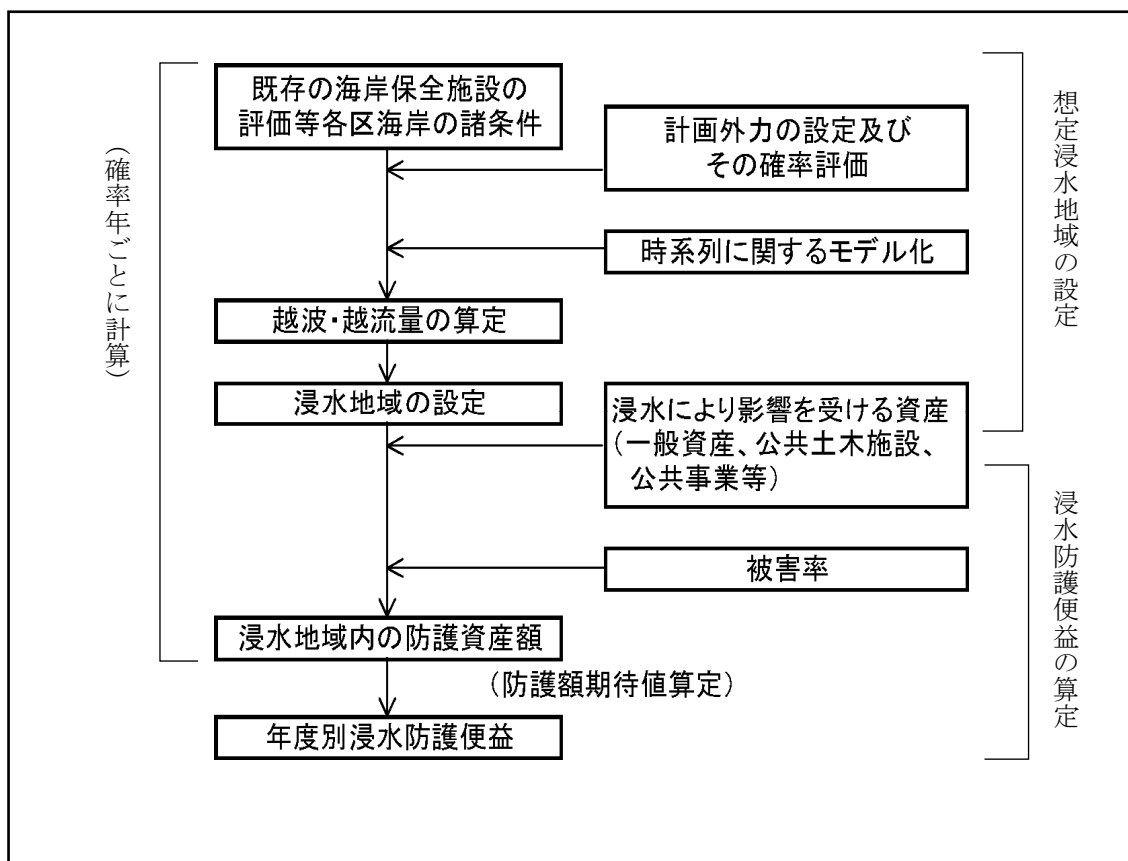 既存の海岸保全施設の
評価等各区海岸の諸条件
計画外力の設定及び
その確率評価
時系列に関するモデル化
越波・越流量の算定
浸水地域の設定
浸水により影響を受ける資産
(一般資産、公共土木施設、
公共事業等)
被害率
浸水地域内の防護資産額
(防護額期待値算定)
年度別浸水防護便益
(確率年ごとに計算)
想定浸水地域の設定
浸水防護便益の算定